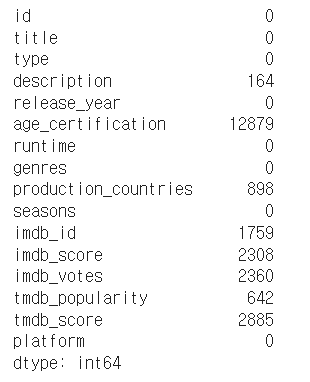 id 0
title 0
type 0
description 164
release_year 0
age_certification 12879
runtime 0
genres 0
production_countries 898
seasons 0
imdb_id 1759
imdb_score 2308
imdb_votes 2360
tmdb_popularity 642
tmdb_score 2885
platform 0
dtype: int64